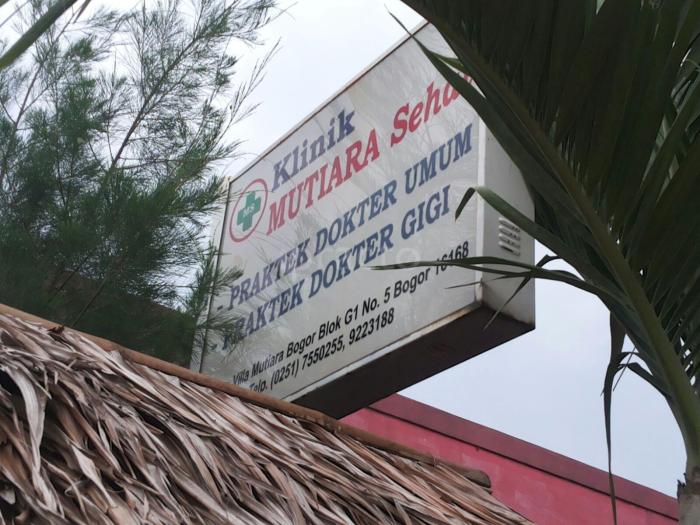 Klinik
MUTIARA Sehat
- PRAKTEK DOKTER UMUM
- PRAKTEK DOKTER GIGI
Villa Mutiara Bogor Blok G1 No. 5 Bogor 16168
Telp. (0251) 7550255, 9223188